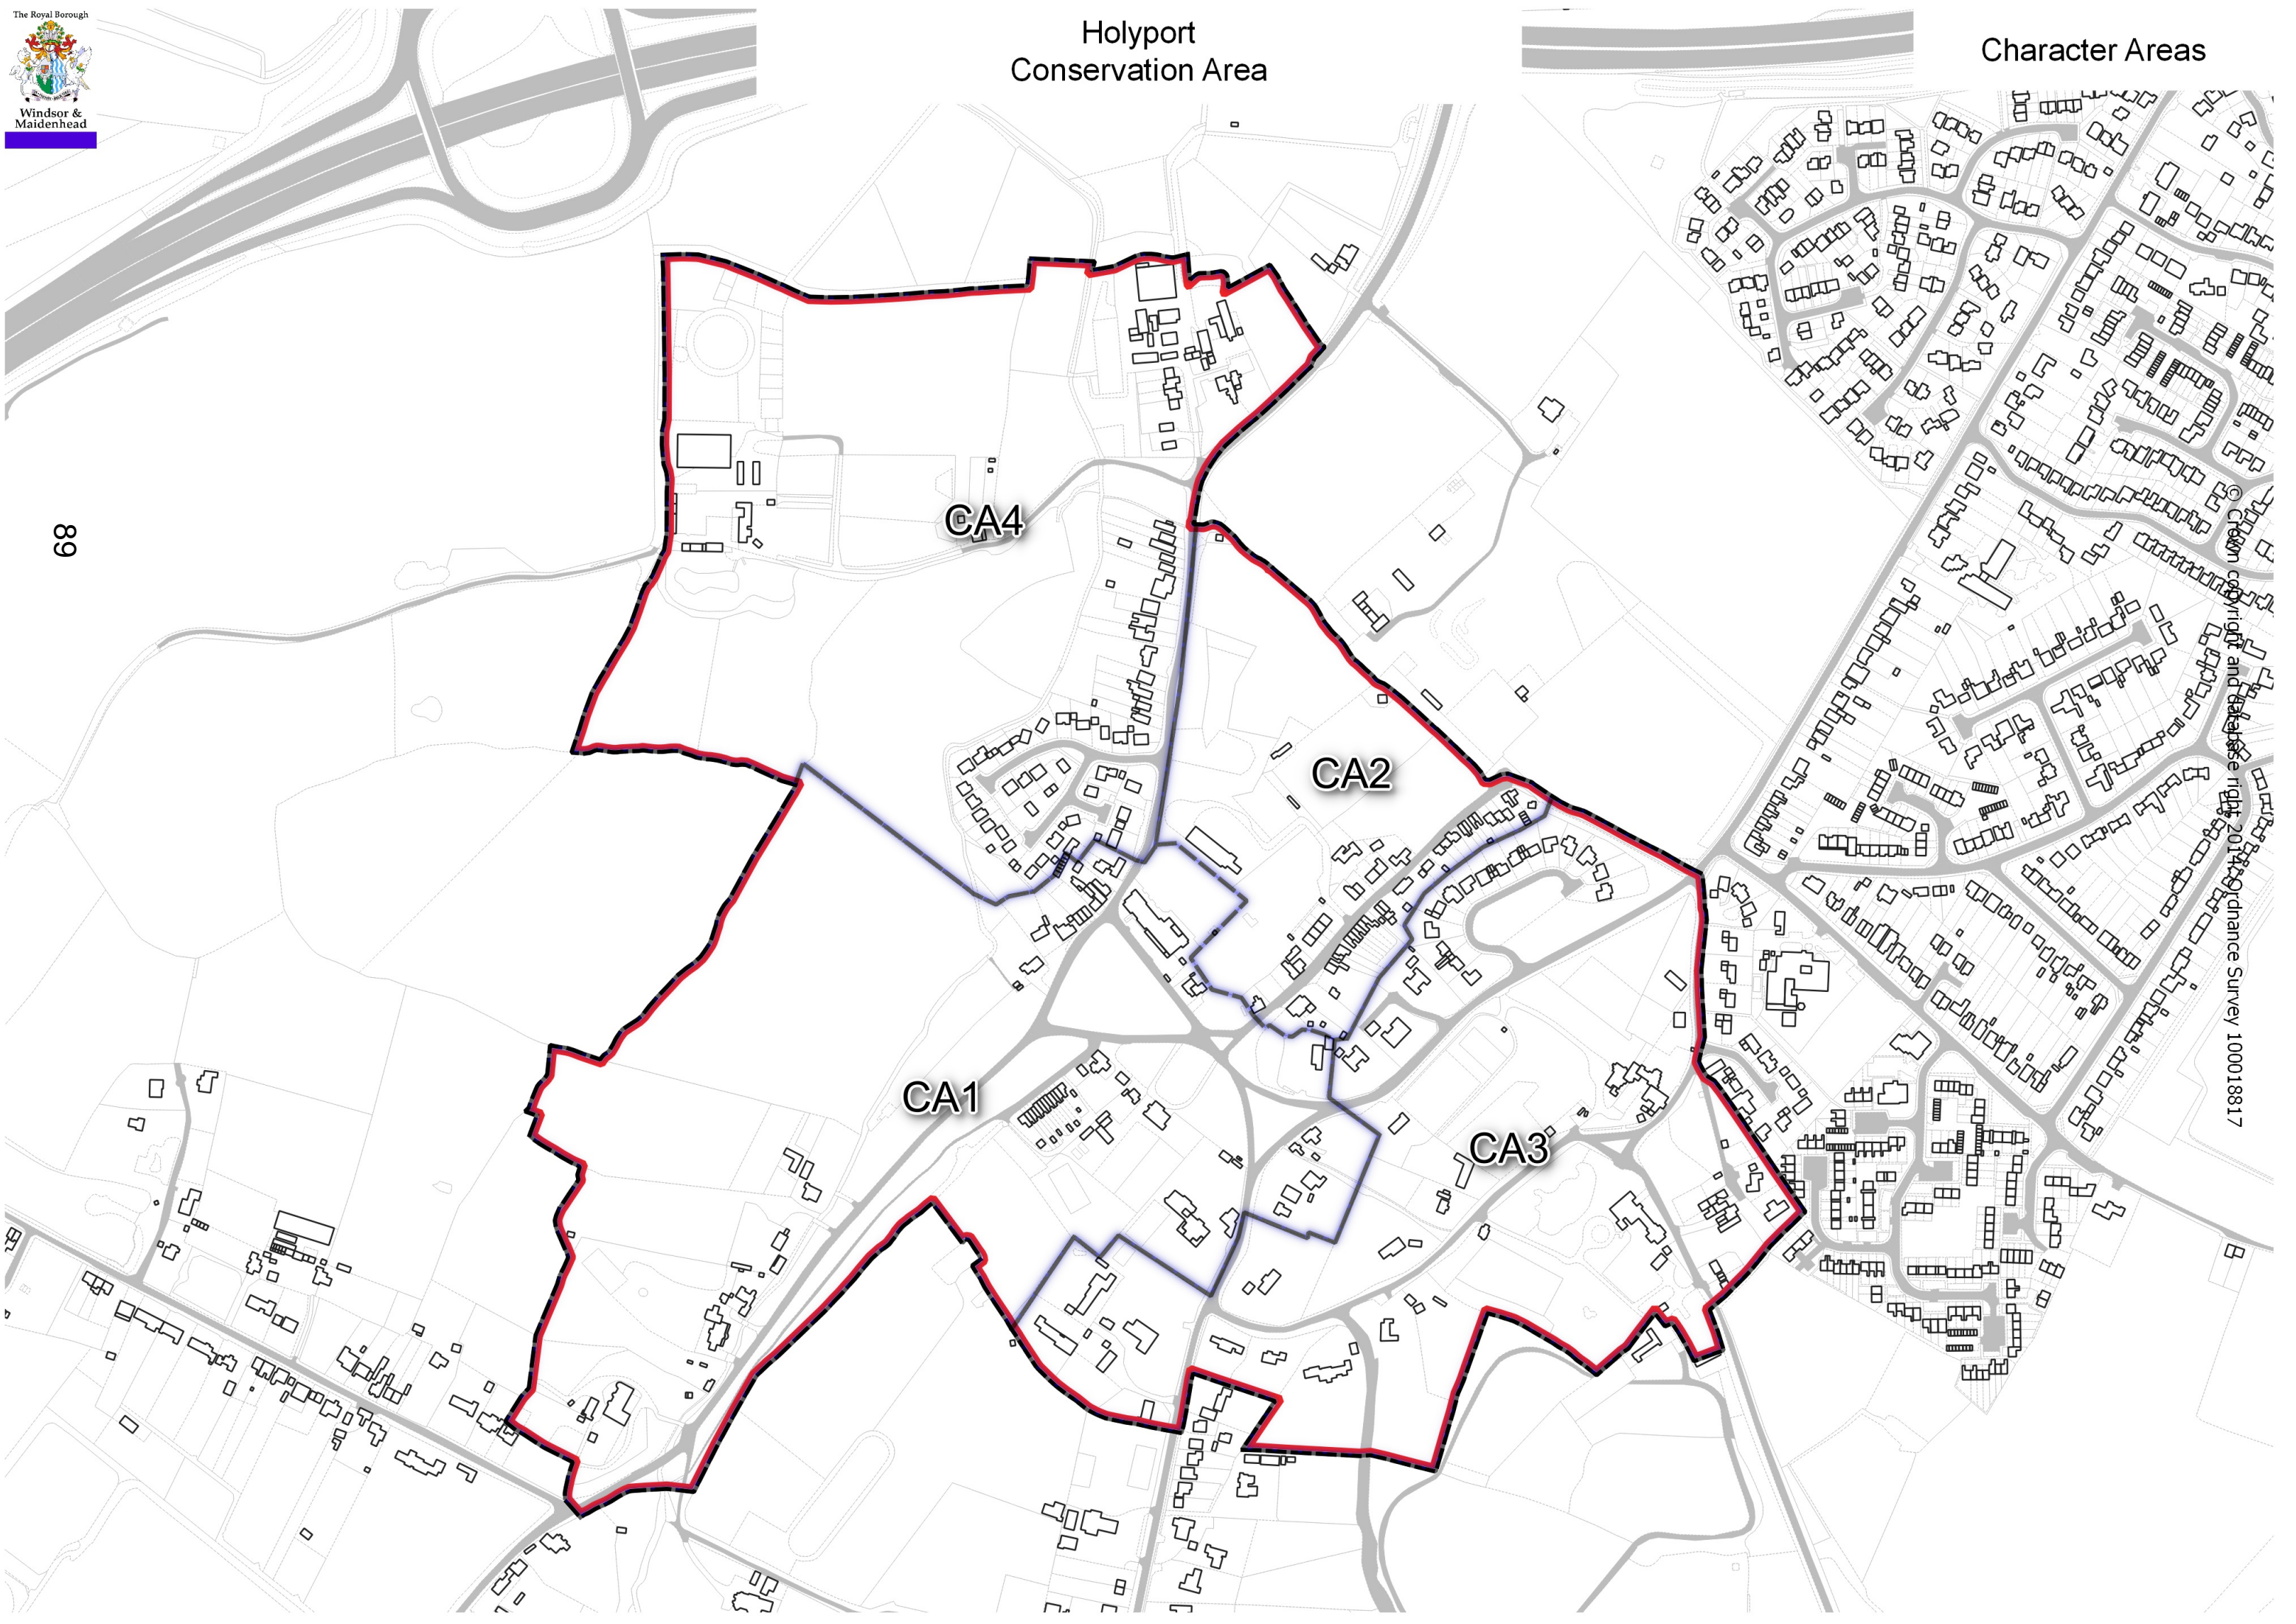 The Royal Borough
Windsor &
Maidenhead
Holyport
Conservation Area
Character Areas
CA4
CA2
CA1
CA3
89
© Crown copyright and database right 2014. Ordnance Survey 100018817